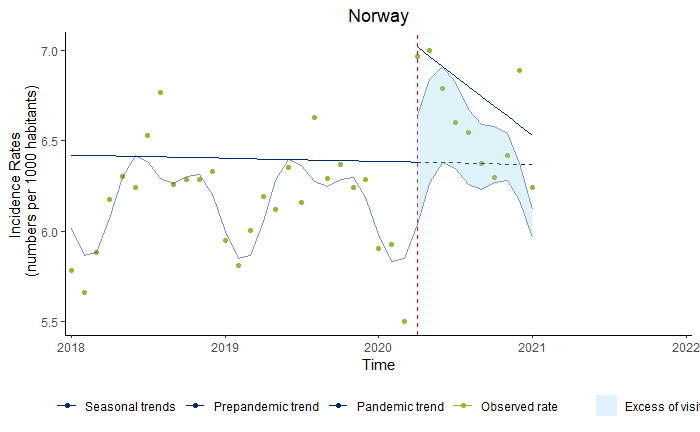 Norway
Incidence Rates
(numbers per 1000 habitants)
7.0
6.5
6.0
5.5
2018 2019 2020 2021 2022
Time
Seasonal trends Prepandemic trend Pandemic trend Observed rate Excess of visi